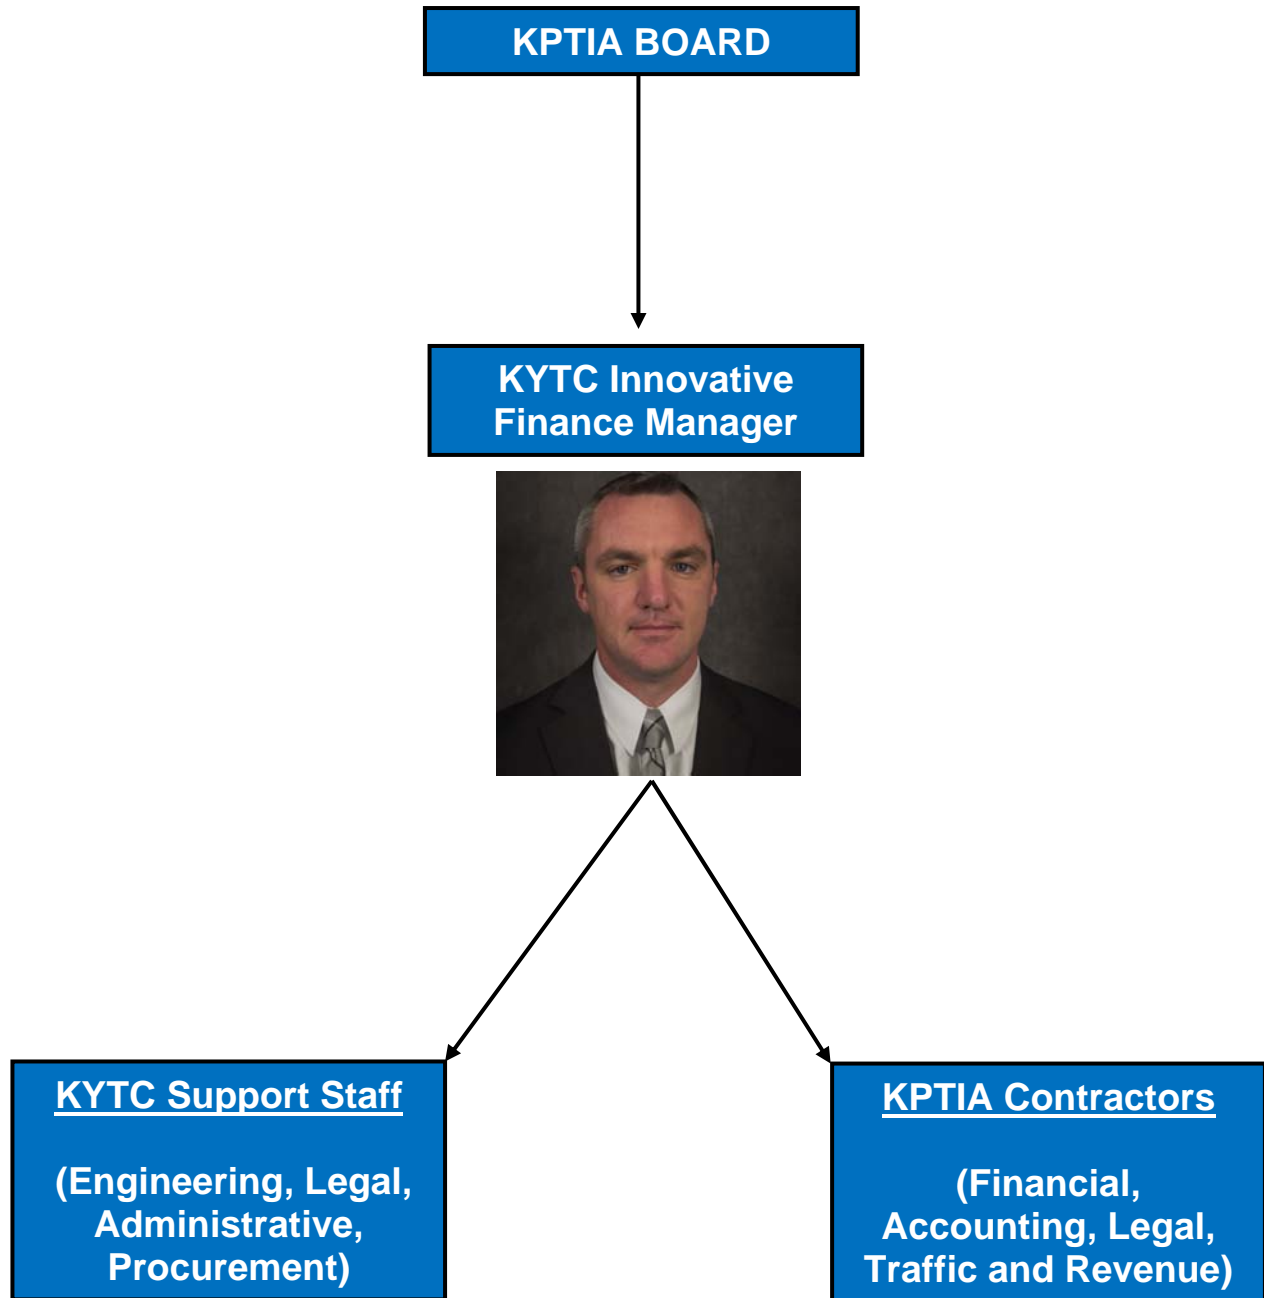 KPTIA BOARD
KYTC Innovative
Finance Manager
KYTC Support Staff
(Engineering, Legal,
Administrative,
Procurement)
KPTIA Contractors
(Financial,
Accounting, Legal,
Traffic and Revenue)